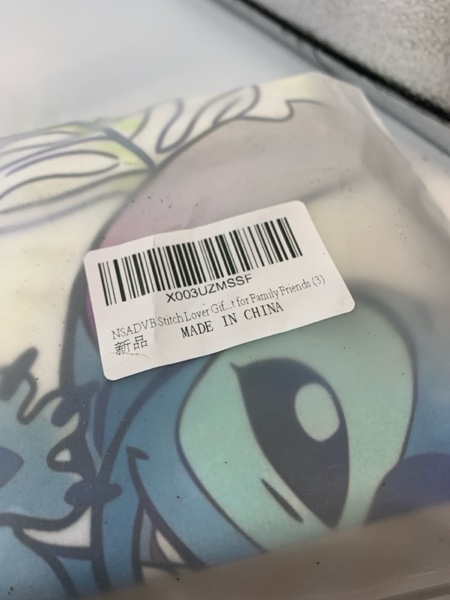 X003UZMSSF
NSADVB Stitch Lover Gif...t for Family Friends (3)
新品 MADE IN CHINA